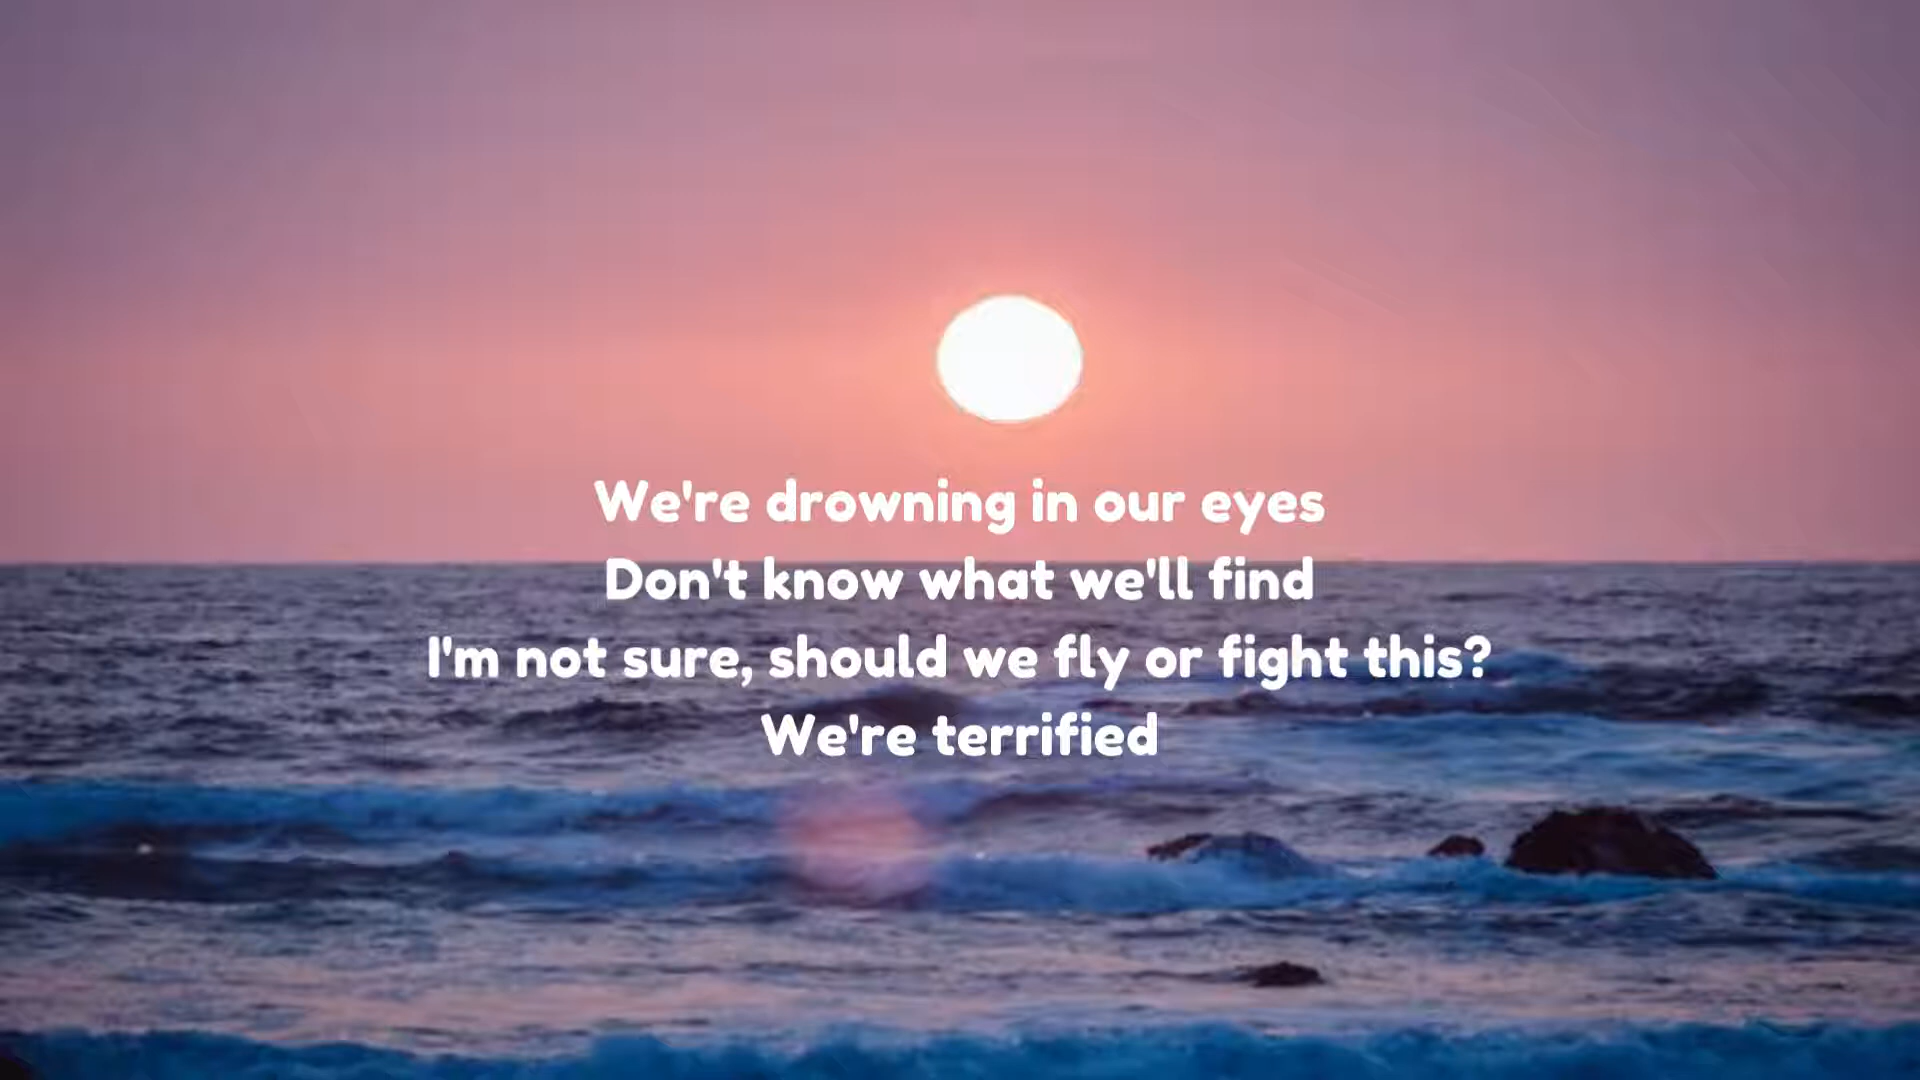 We're drowning in our eyes
Don't know what we'll find
I'm not sure, should we fly or fight this?
We're terrified